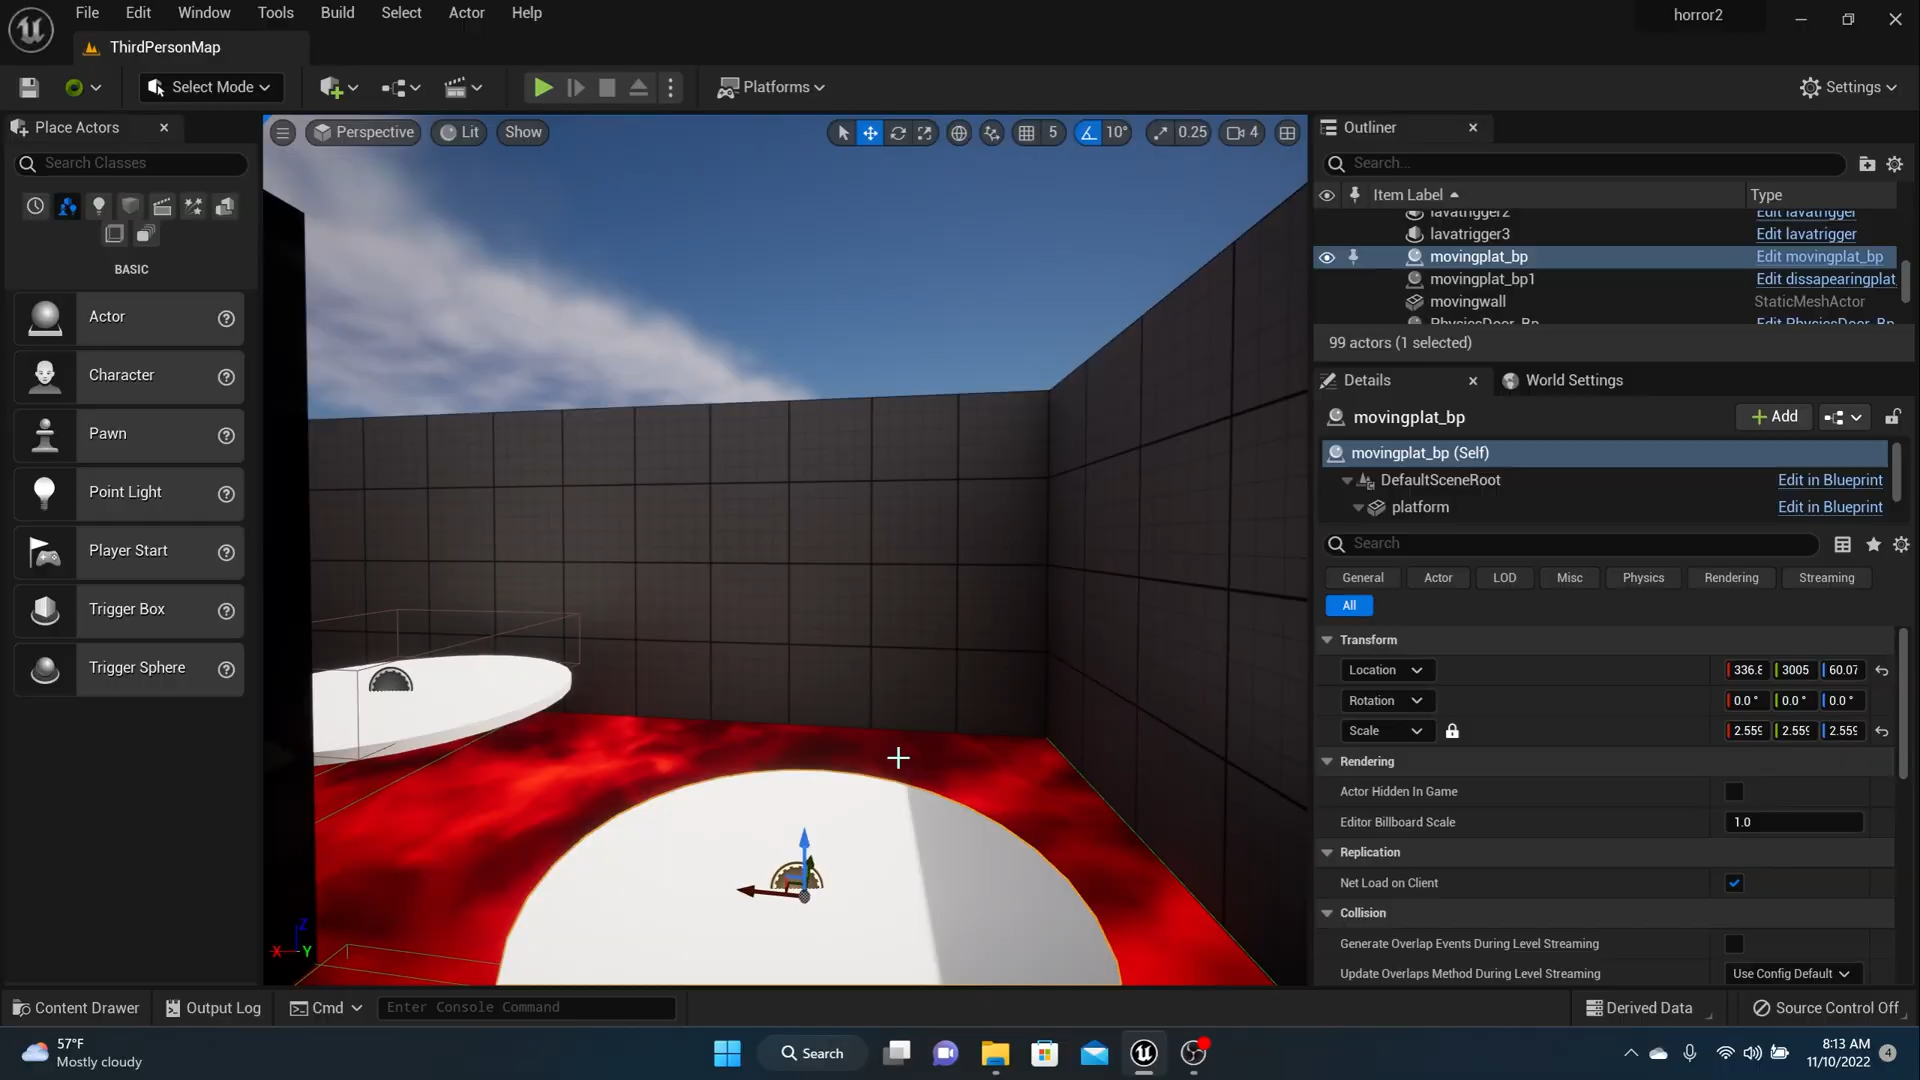 File Edit Window Tools Build Select Actor Help
horror2
ThirdPersonMap
Select Mode
Platforms
Settings
Place Actors
Search Classes
BASIC
Actor
Character
Pawn
Point Light
Player Start
Trigger Box
Trigger Sphere
Perspective Lit Show
5 10° 0.25 4
Outliner
Search...
Item Label Type
lavatrigger2 Edit lavatrigger
lavatrigger3 Edit lavatrigger
movingplat_bp Edit movingplat_bp
movingplat_bp1 Edit dissapearingplat
movingwall StaticMeshActor
PhysicsDoor_Bp Edit PhysicsDoor_Bp
99 actors (1 selected)
Details World Settings
movingplat_bp Add
movingplat_bp (Self)
DefaultSceneRoot Edit in Blueprint
platform Edit in Blueprint
Search
General Actor LOD Misc Physics Rendering Streaming
All
Transform
Location 336.8 3005 60.07
Rotation 0.0° 0.0° 0.0°
Scale 2.559 2.559 2.559
Rendering
Actor Hidden In Game
Editor Billboard Scale 1.0
Replication
Net Load on Client
Collision
Generate Overlap Events During Level Streaming
Update Overlaps Method During Level Streaming Use Config Default
Z
X Y
Content Drawer Output Log Cmd Enter Console Command Derived Data Source Control Off
57°F
Mostly cloudy
Search
8:13 AM
11/10/2022
4